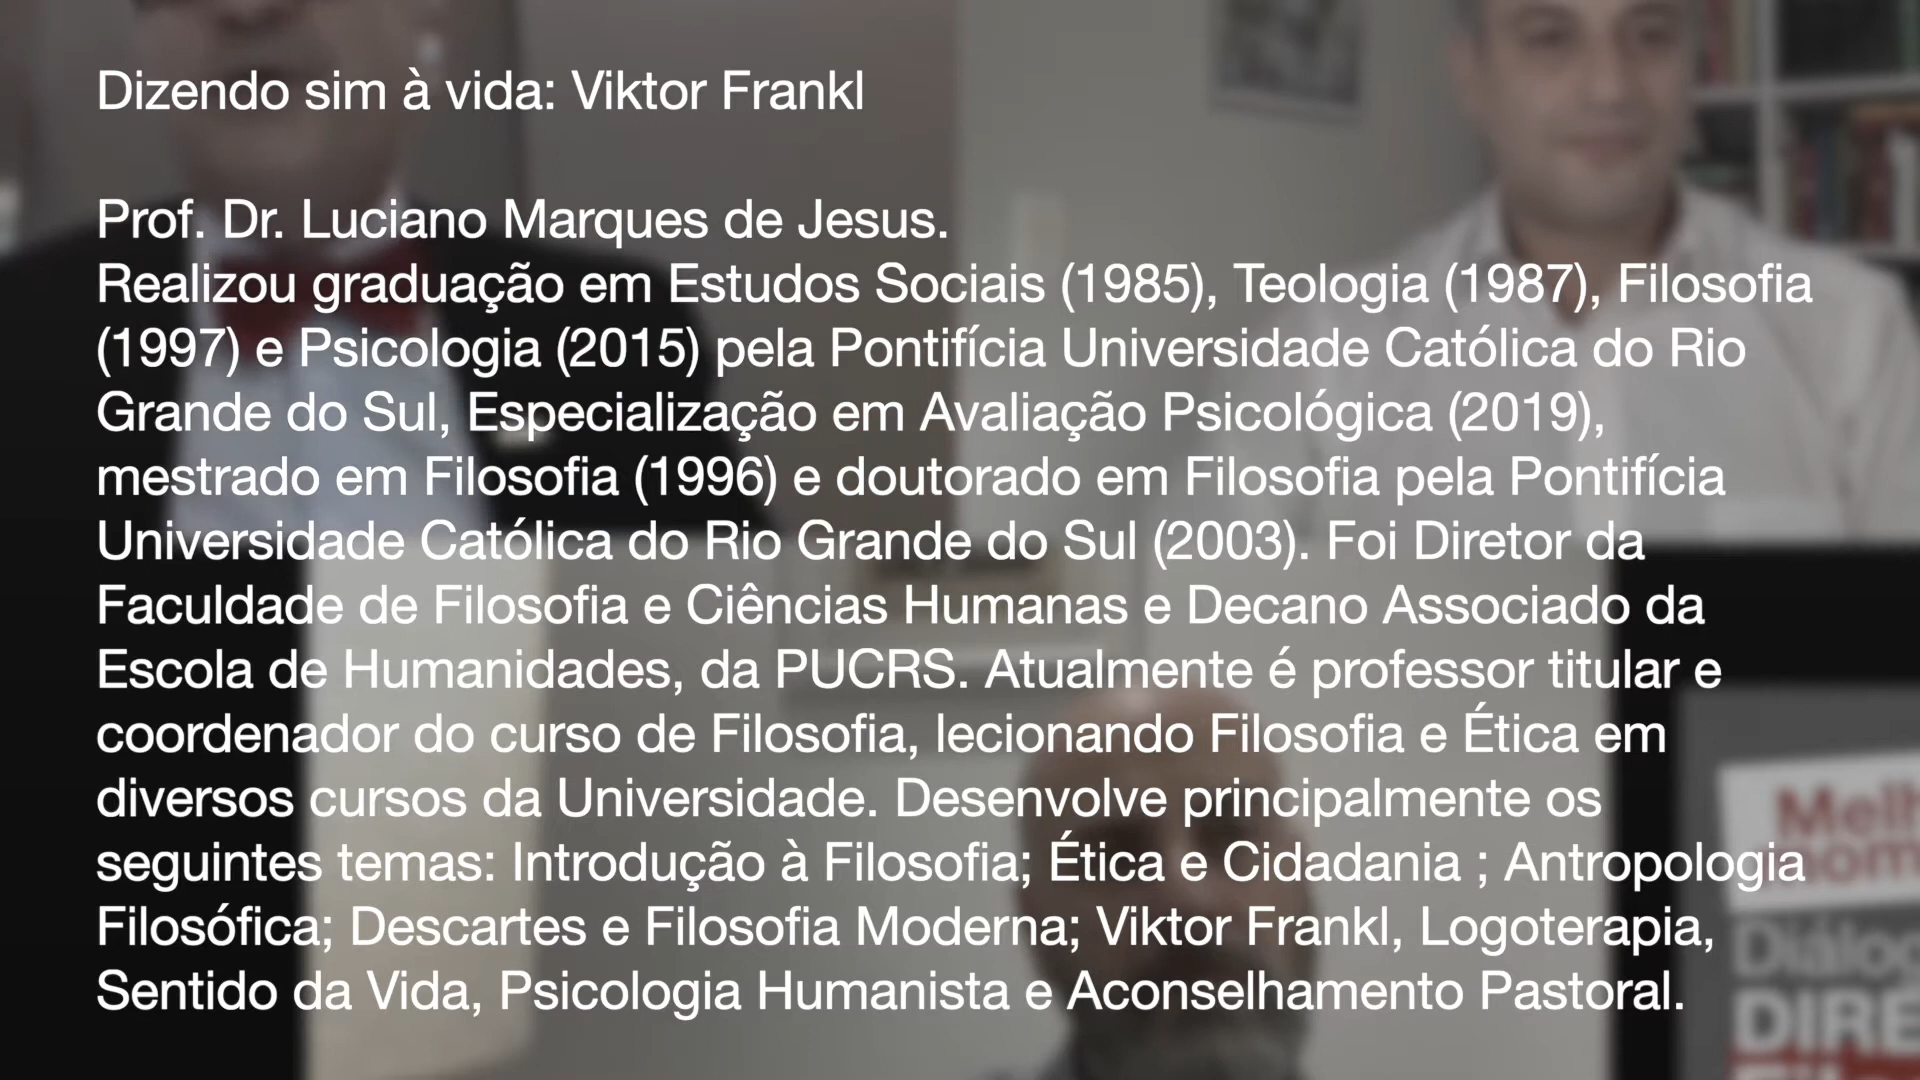 Dizendo sim à vida: Viktor Frankl
Prof. Dr. Luciano Marques de Jesus.
Realizou graduação em Estudos Sociais (1985), Teologia (1987), Filosofia
(1997) e Psicologia (2015) pela Pontifícia Universidade Católica do Rio
Grande do Sul, Especialização em Avaliação Psicológica (2019),
mestrado em Filosofia (1996) e doutorado em Filosofia pela Pontifícia
Universidade Católica do Rio Grande do Sul (2003). Foi Diretor da
Faculdade de Filosofia e Ciências Humanas e Decano Associado da
Escola de Humanidades, da PUCRS. Atualmente é professor titular e
coordenador do curso de Filosofia, lecionando Filosofia e Ética em
diversos cursos da Universidade. Desenvolve principalmente os
seguintes temas: Introdução à Filosofia; Ética e Cidadania ; Antropologia
Filosófica; Descartes e Filosofia Moderna; Viktor Frankl, Logoterapia,
Sentido da Vida, Psicologia Humanista e Aconselhamento Pastoral.